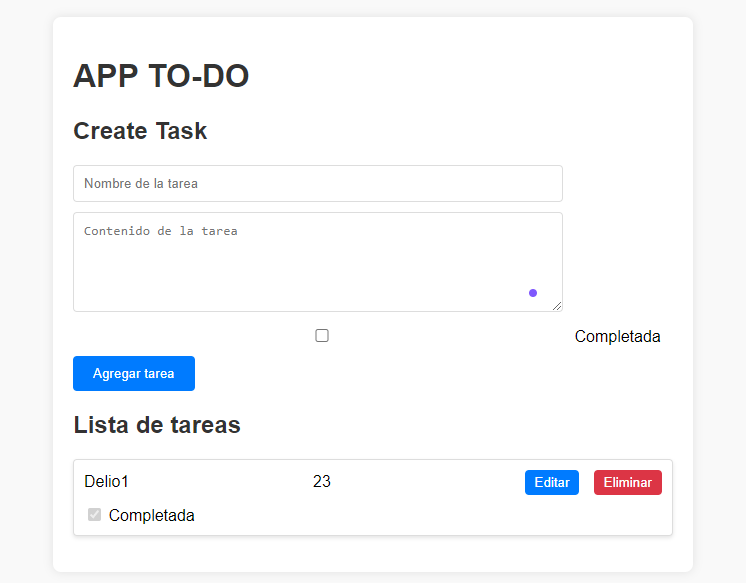 APP TO-DO
Create Task
Nombre de la tarea
Contenido de la tarea
Completada
Agregar tarea
Lista de tareas
Delio1 23 Editar Eliminar
Completada